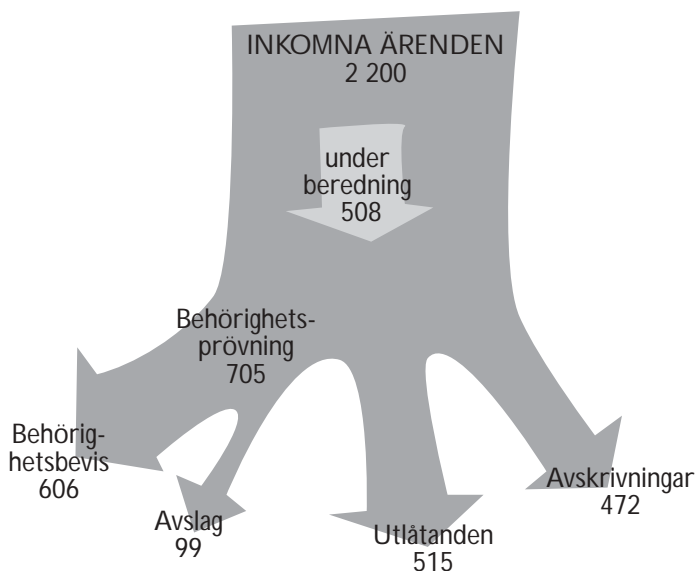 INKOMNA ÄRENDEN
2 200
under
beredning
508
Behörighets-
prövning
705
Behörig-
hetsbevis
606
Avslag
99
Utlåtanden
515
Avskrivningar
472